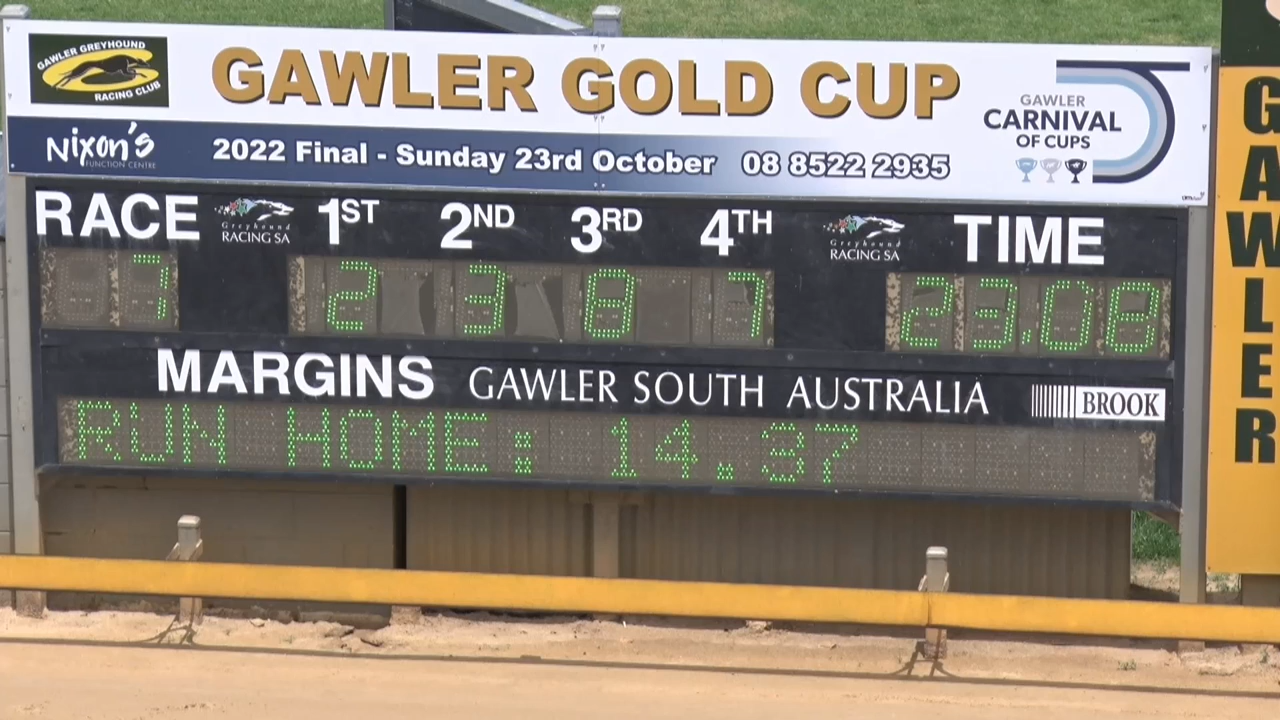 GAWLER GREYHOUND
RACING CLUB
GAWLER GOLD CUP
GAWLER
CARNIVAL
OF CUPS
Nixon's
FUNCTION CENTRE
2022 Final - Sunday 23rd October 08 8522 2935
RACE
Greyhound
RACING SA
1ST 2ND 3RD 4TH
Greyhound
RACING SA
TIME
7 2 3 8 7 23.08
MARGINS GAWLER SOUTH AUSTRALIA BROOK
RUN HOME: 14.37
GAWLER